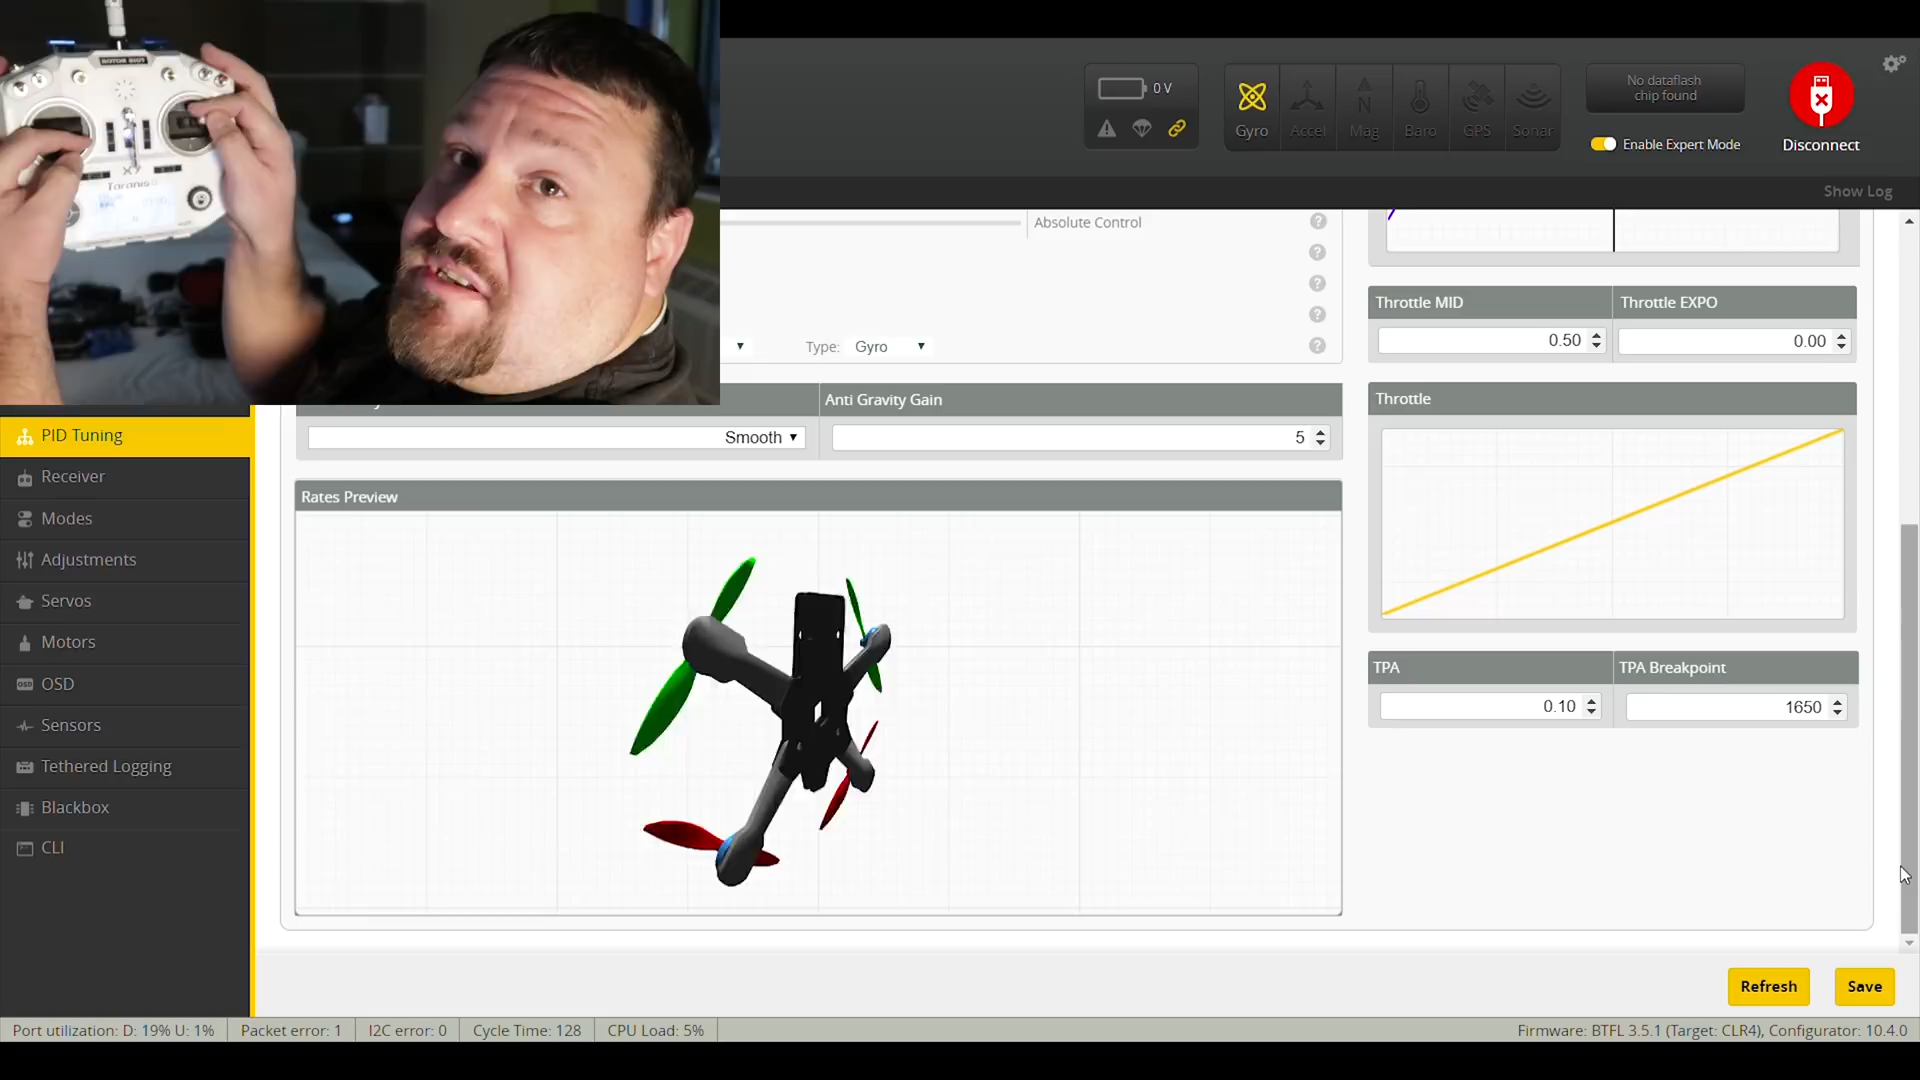 ROTOR RIOT
X7
Taranis
0 V
Gyro
Accel
Mag
Baro
GPS
Sonar
No dataflash
chip found
Enable Expert Mode
Disconnect
Show Log
Absolute Control
Type: Gyro
Throttle MID
Throttle EXPO
0.50
0.00
Anti Gravity Gain
Smooth
5
Throttle
PID Tuning
Receiver
Modes
Adjustments
Servos
Motors
OSD
Sensors
Tethered Logging
Blackbox
CLI
Rates Preview
TPA
TPA Breakpoint
0.10
1650
Refresh
Save
Port utilization: D: 19% U: 1%
Packet error: 1
I2C error: 0
Cycle Time: 128
CPU Load: 5%
Firmware: BTFL 3.5.1 (Target: CLR4), Configurator: 10.4.0